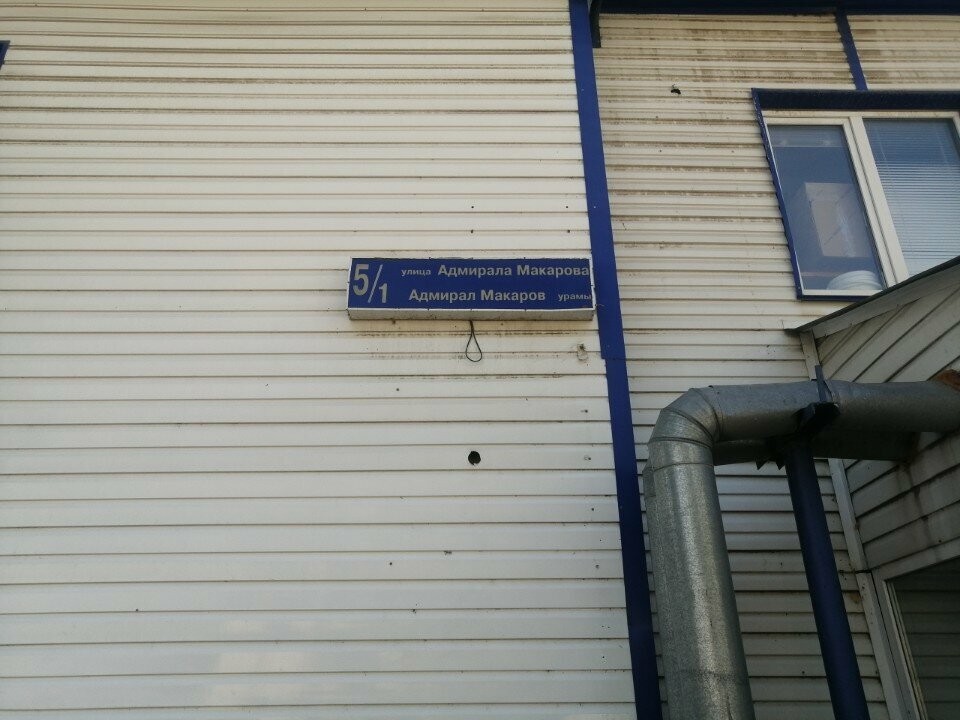 5/1 улица Адмирала Макарова
Адмирал Макаров урамы